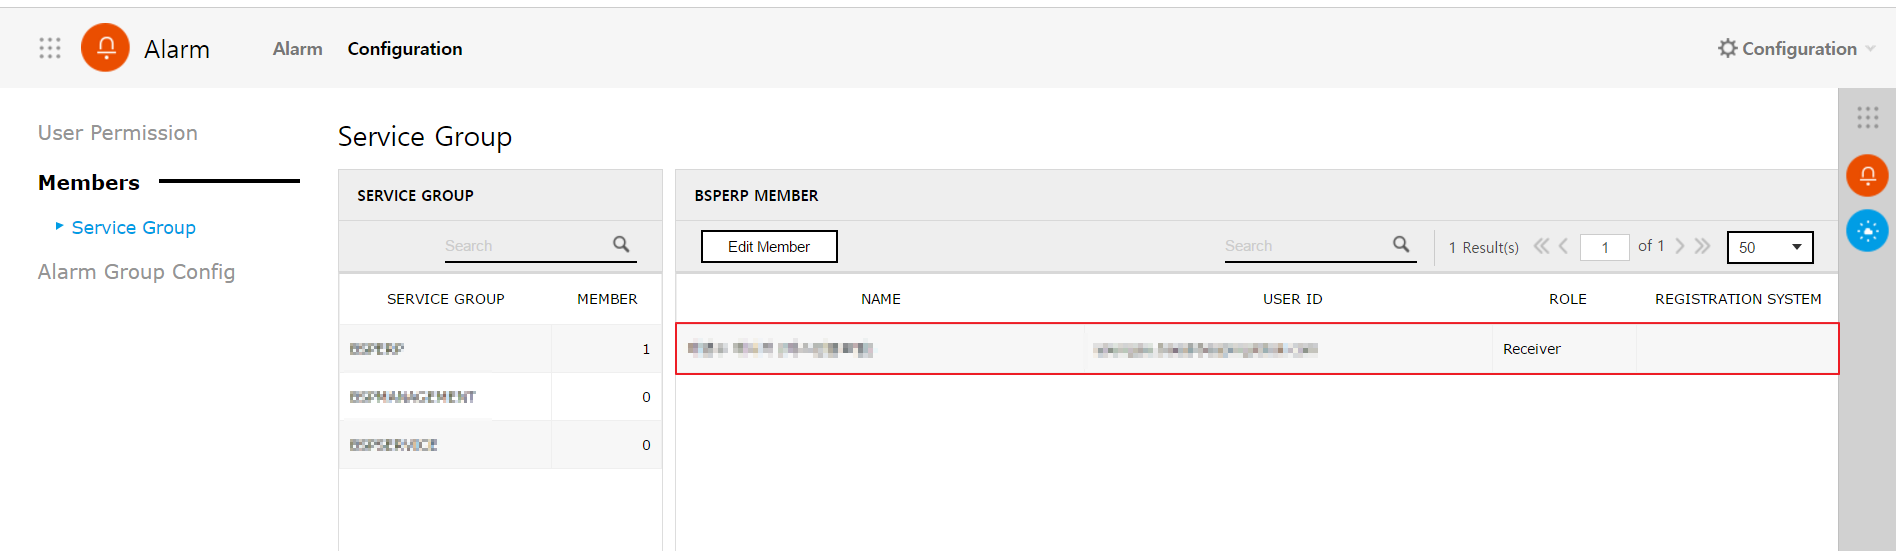 Alarm Alarm Configuration Configuration
User Permission
Members
Service Group
Alarm Group Config
Service Group
SERVICE GROUP
Search
SERVICE GROUP MEMBER
BSPERP 1
BSPMANAGEMENT 0
BSPSERVICE 0
BSPERP MEMBER
Edit Member Search 1 Result(s) 1 of 1 50
NAME USER ID ROLE REGISTRATION SYSTEM
Receiver